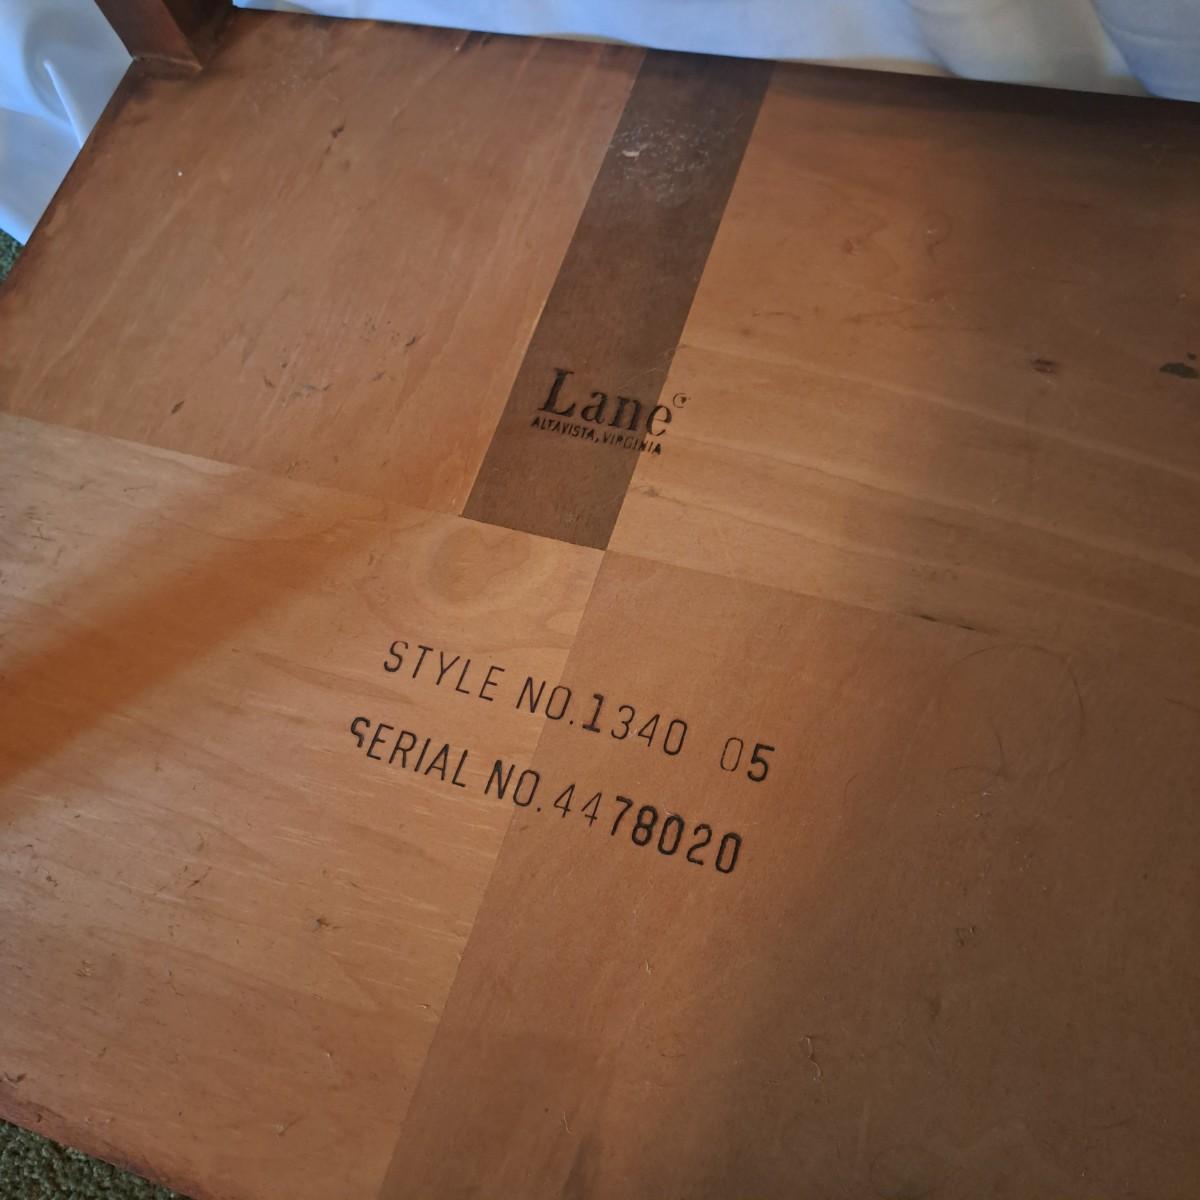 Lane
ALTAVISTA, VIRGINIA
STYLE NO. 1340 05
SERIAL NO. 4478020